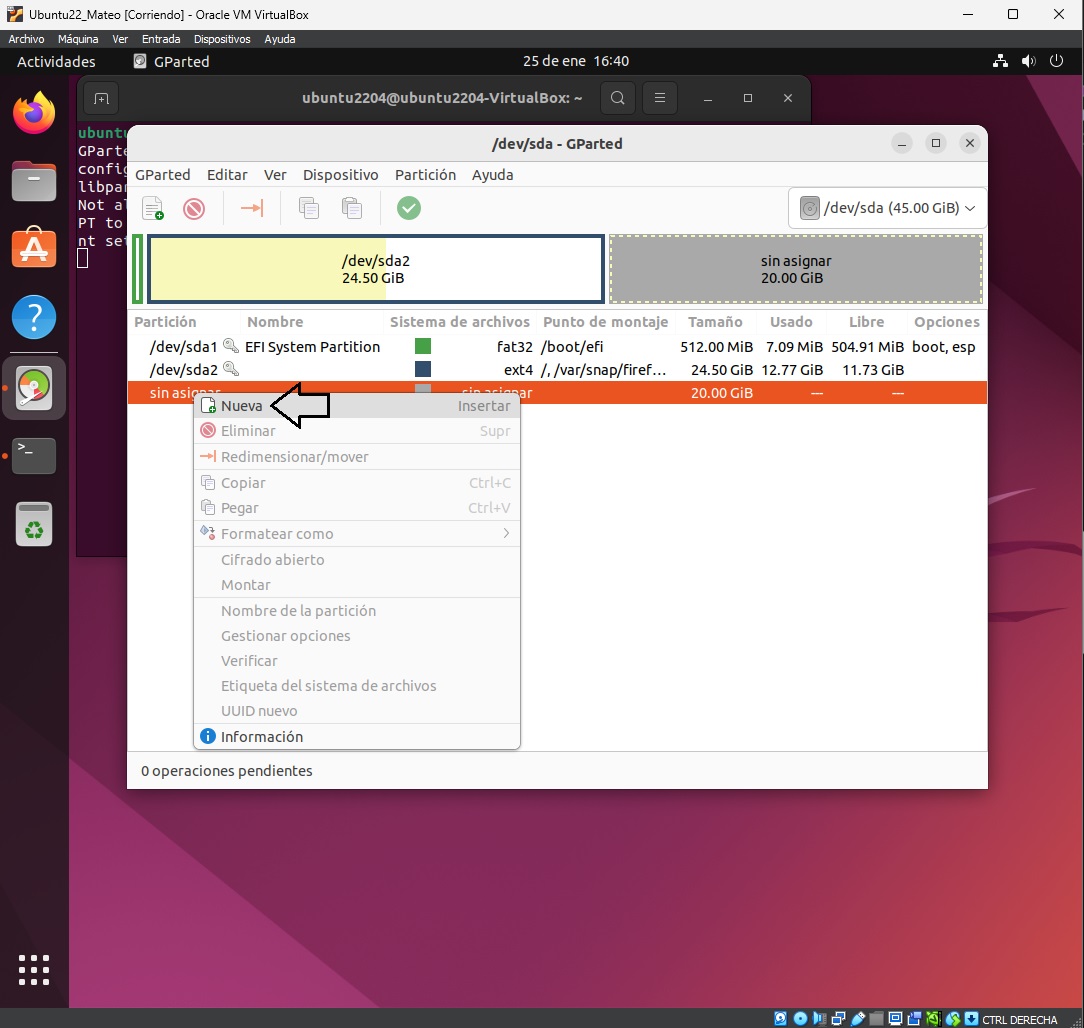 Ubuntu22_Mateo [Corriendo] - Oracle VM VirtualBox
Archivo Máquina Ver Entrada Dispositivos Ayuda
Actividades GParted 25 de ene 16:40
ubuntu2204@ubuntu2204-VirtualBox: ~
ubuntu
GParte
config
libpar
Not al
PT to
nt set
/dev/sda - GParted
GParted Editar Ver Dispositivo Partición Ayuda
/dev/sda (45.00 GiB)
/dev/sda2
24.50 GiB
sin asignar
20.00 GiB
Partición Nombre Sistema de archivos Punto de montaje Tamaño Usado Libre Opciones
/dev/sda1 EFI System Partition fat32 /boot/efi 512.00 MiB 7.09 MiB 504.91 MiB boot, esp
/dev/sda2 ext4 /, /var/snap/firef... 24.50 GiB 12.77 GiB 11.73 GiB
sin asignar sin asignar 20.00 GiB --- ---
Nueva Insertar
Eliminar Supr
Redimensionar/mover
Copiar Ctrl+C
Pegar Ctrl+V
Formatear como
Cifrado abierto
Montar
Nombre de la partición
Gestionar opciones
Verificar
Etiqueta del sistema de archivos
UUID nuevo
Información
0 operaciones pendientes
CTRL DERECHA